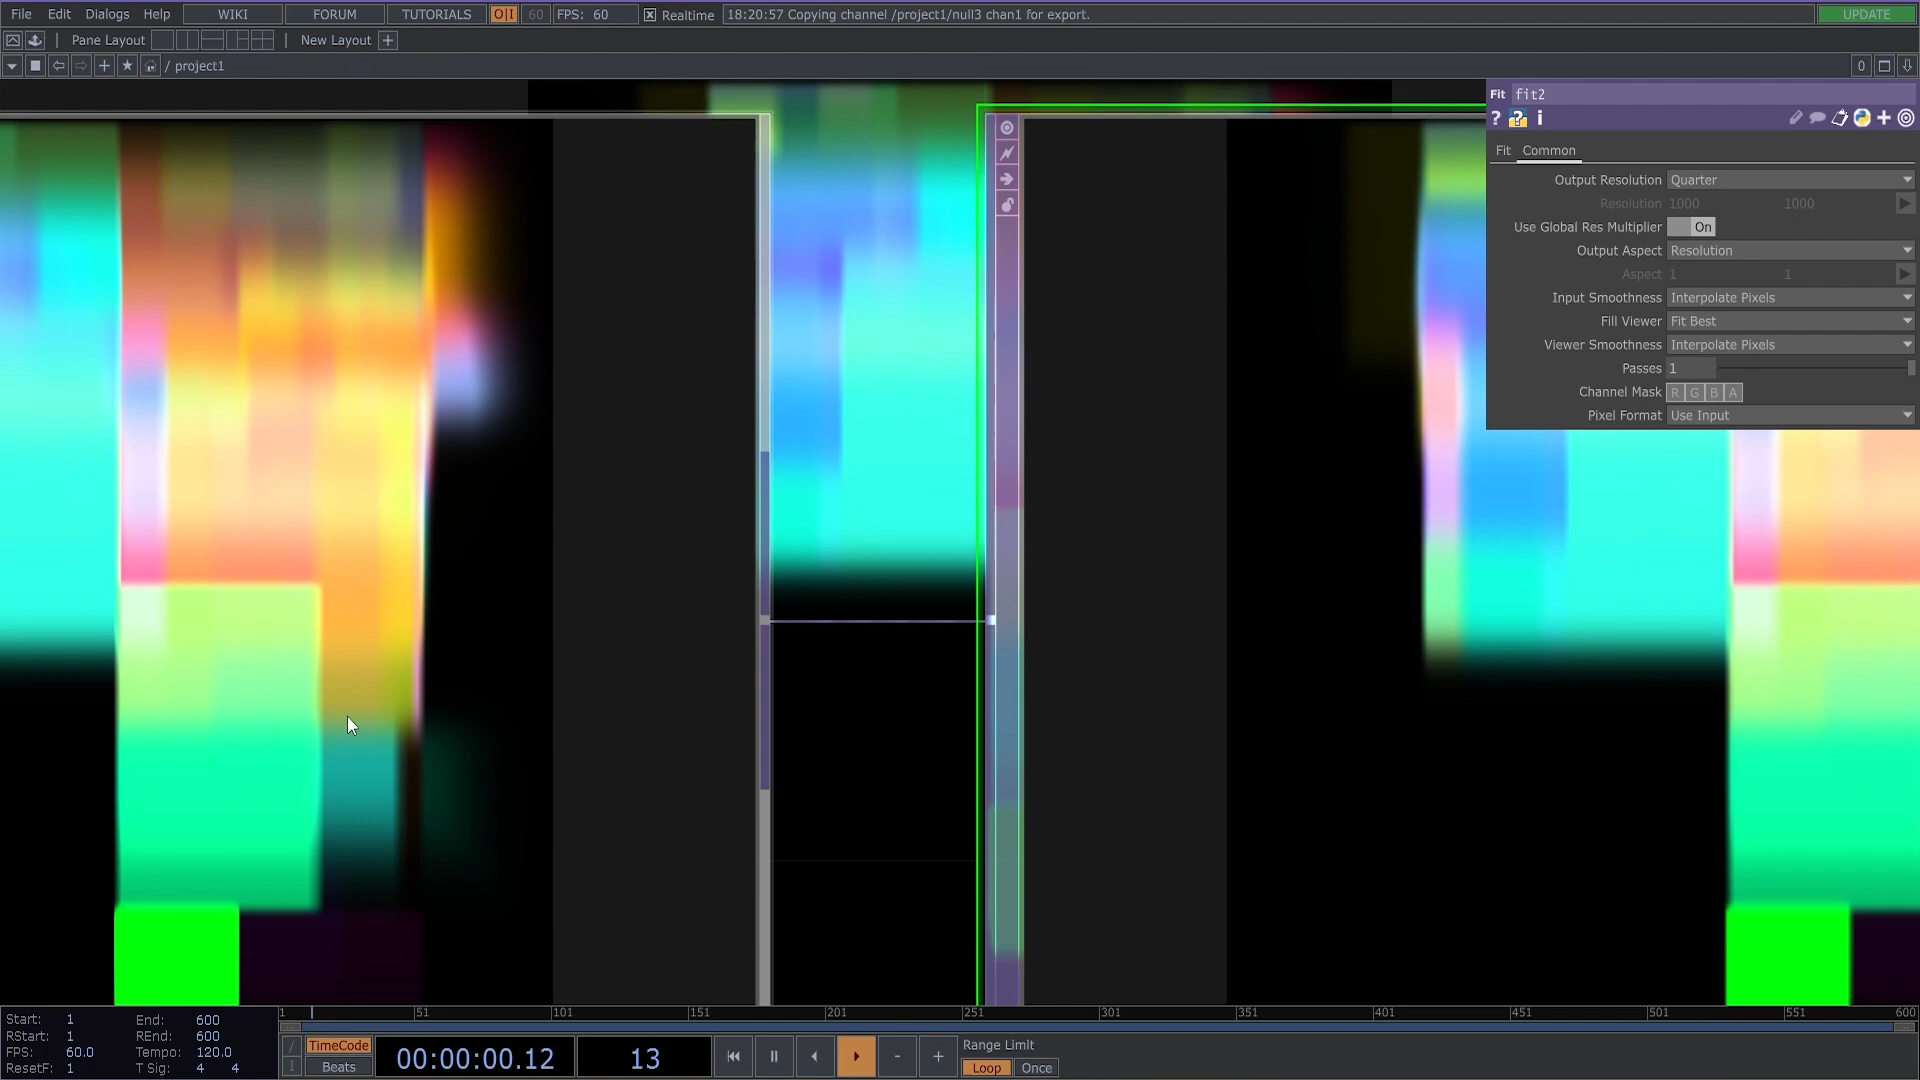 File Edit Dialogs Help WIKI FORUM TUTORIALS O|I 60 FPS: 60 Realtime 18:20:57 Copying channel /project1/null3 chan1 for export. UPDATE
Pane Layout New Layout +
/ project1 0
Fit fit2
? ? i
Fit Common
Output Resolution Quarter
Resolution 1000 1000
Use Global Res Multiplier On
Output Aspect Resolution
Aspect 1 1
Input Smoothness Interpolate Pixels
Fill Viewer Fit Best
Viewer Smoothness Interpolate Pixels
Passes 1
Channel Mask R G B A
Pixel Format Use Input
1 51 101 151 201 251 301 351 401 451 501 551 600
Start: 1 End: 600
RStart: 1 REnd: 600
FPS: 60.0 Tempo: 120.0
ResetF: 1 T Sig: 4 4
/ TimeCode
I Beats
00:00:00.12 13 - +
Range Limit
Loop Once